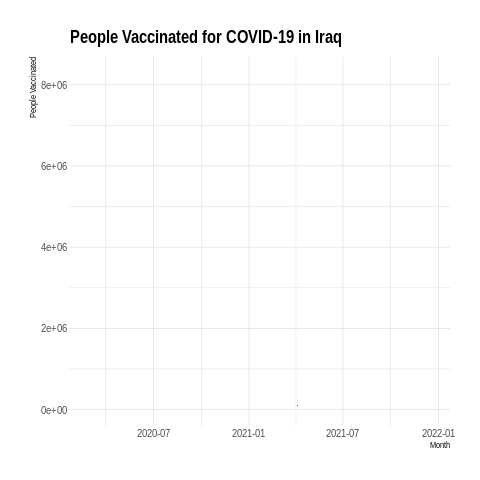 People Vaccinated for COVID-19 in Iraq
People Vaccinated
8e+06
6e+06
4e+06
2e+06
0e+00
2020-07 2021-01 2021-07 2022-01
Month